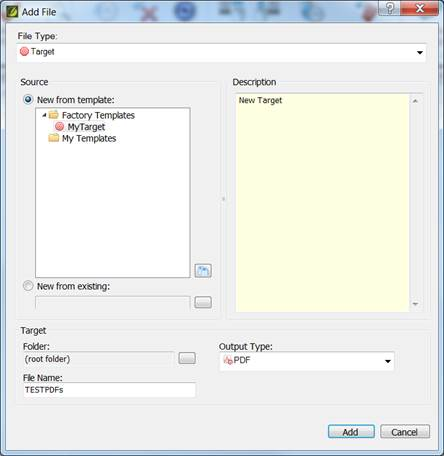 Add File
File Type:
Target
Source
New from template:
Factory Templates
MyTarget
My Templates
New from existing:
Description
New Target
Target
Folder:
(root folder)
File Name:
TESTPDFs
Output Type:
PDF
Add
Cancel